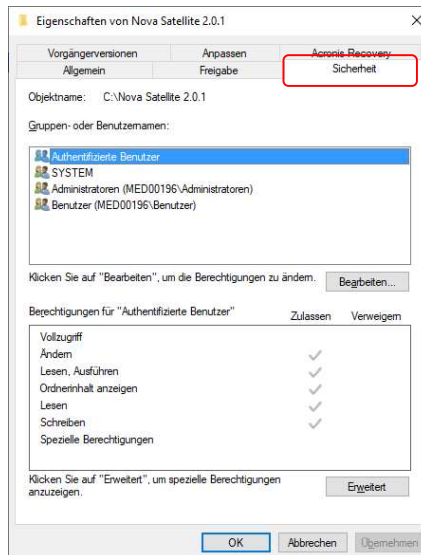 Eigenschaften von Nova Satellite 2.0.1
Vorgängerversionen Anpassen Acronis Recovery
Allgemein Freigabe Sicherheit
Objektname: C:\Nova Satellite 2.0.1
Gruppen- oder Benutzernamen:
Authentifizierte Benutzer
SYSTEM
Administratoren (MED00196\Administratoren)
Benutzer (MED00196\Benutzer)
Klicken Sie auf "Bearbeiten", um die Berechtigungen zu ändern. Bearbeiten...
Berechtigungen für "Authentifizierte Benutzer" Zulassen Verweigern
Vollzugriff
Ändern
Lesen, Ausführen
Ordnerinhalt anzeigen
Lesen
Schreiben
Spezielle Berechtigungen
Klicken Sie auf "Erweitert", um spezielle Berechtigungen
anzuzeigen. Erweitert
OK Abbrechen Übernehmen